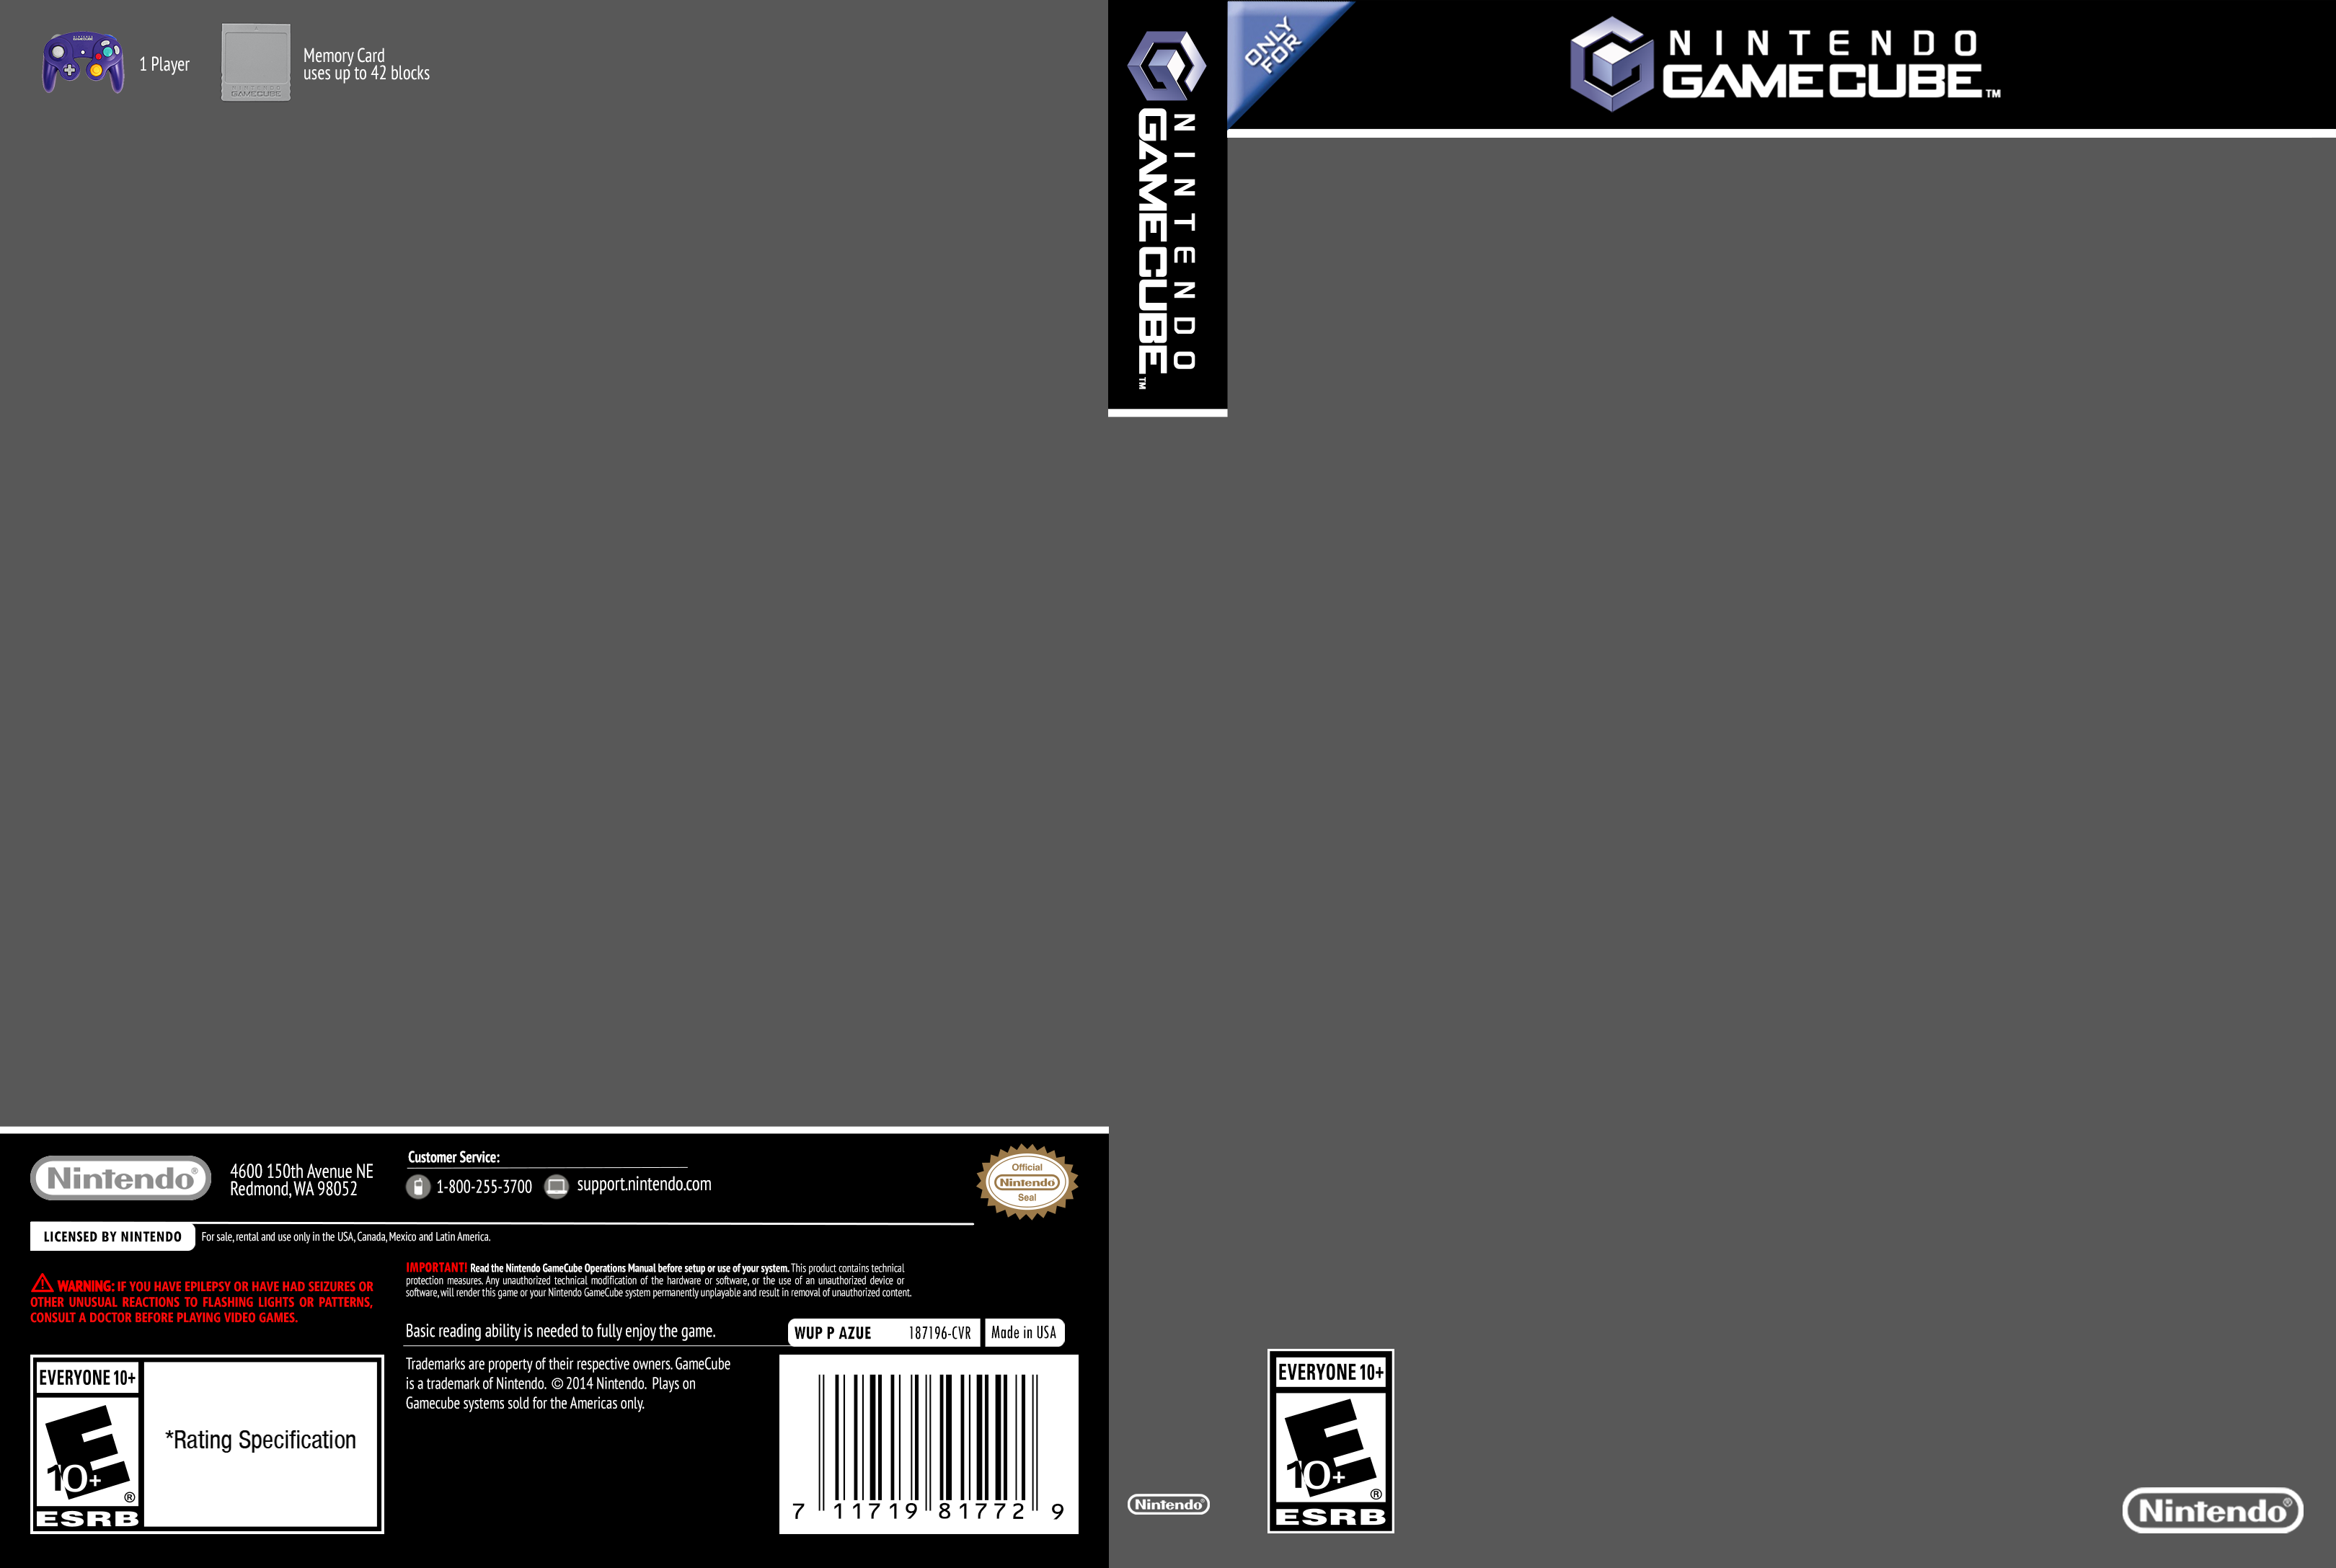 1 Player
Memory Card
uses up to 42 blocks
NINTENDO
GAMECUBE
NINTENDO
GAMECUBE™
ONLY
FOR
NINTENDO
GAMECUBE™
Nintendo®
4600 150th Avenue NE
Redmond, WA 98052
Customer Service:
1-800-255-3700
support.nintendo.com
Official
Nintendo
Seal
LICENSED BY NINTENDO
For sale, rental and use only in the USA, Canada, Mexico and Latin America.
WARNING: IF YOU HAVE EPILEPSY OR HAVE HAD SEIZURES OR
OTHER UNUSUAL REACTIONS TO FLASHING LIGHTS OR PATTERNS,
CONSULT A DOCTOR BEFORE PLAYING VIDEO GAMES.
IMPORTANT! Read the Nintendo GameCube Operations Manual before setup or use of your system. This product contains technical
protection measures. Any unauthorized technical modification of the hardware or software, or the use of an unauthorized device or
software, will render this game or your Nintendo GameCube system permanently unplayable and result in removal of unauthorized content.
Basic reading ability is needed to fully enjoy the game.
WUP P AZUE 187196-CVR Made in USA
Trademarks are property of their respective owners. GameCube
is a trademark of Nintendo. © 2014 Nintendo. Plays on
Gamecube systems sold for the Americas only.
EVERYONE 10+
E
10+
®
ESRB
*Rating Specification
7 11719 81772 9
Nintendo®
EVERYONE 10+
E
10+
®
ESRB
Nintendo®